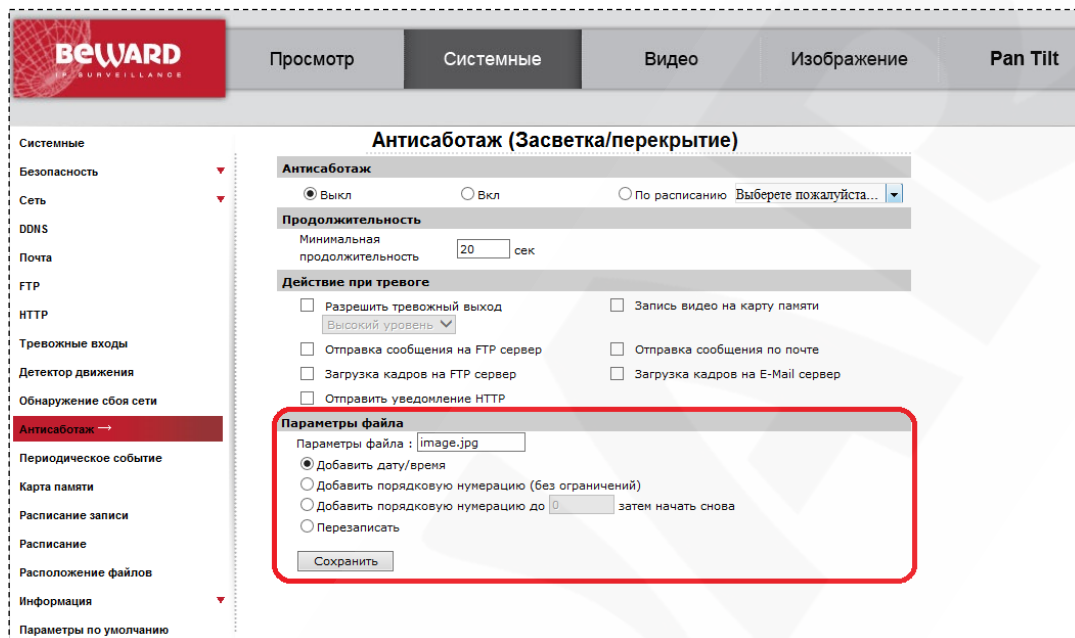 BEWARD
IP SURVEILLANCE
Просмотр
Системные
Видео
Изображение
Pan Tilt
Системные
Безопасность
Сеть
DDNS
Почта
FTP
HTTP
Тревожные входы
Детектор движения
Обнаружение сбоя сети
Антисаботаж →
Периодическое событие
Карта памяти
Расписание записи
Расписание
Расположение файлов
Информация
Параметры по умолчанию
Антисаботаж (Засветка/перекрытие)
Антисаботаж
Выкл Вкл По расписанию Выберете пожалуйста...
Продолжительность
Минимальная
продолжительность 20 сек
Действие при тревоге
Разрешить тревожный выход Запись видео на карту памяти
Высокий уровень
Отправка сообщения на FTP сервер Отправка сообщения по почте
Загрузка кадров на FTP сервер Загрузка кадров на E-Mail сервер
Отправить уведомление HTTP
Параметры файла
Параметры файла : image.jpg
Добавить дату/время
Добавить порядковую нумерацию (без ограничений)
Добавить порядковую нумерацию до 0 затем начать снова
Перезаписать
Сохранить